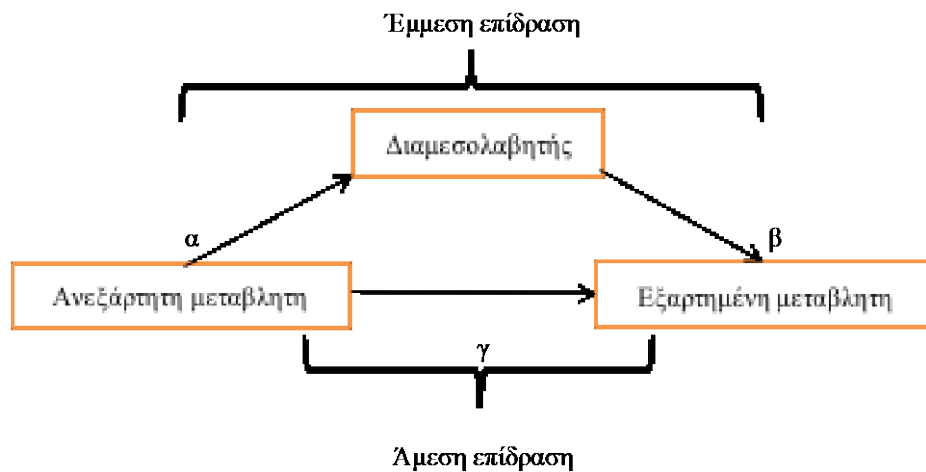 Έμμεση επίδραση
Διαμεσολαβητής
α
β
Ανεξάρτητη μεταβλητη
Εξαρτημένη μεταβλητη
γ
Άμεση επίδραση